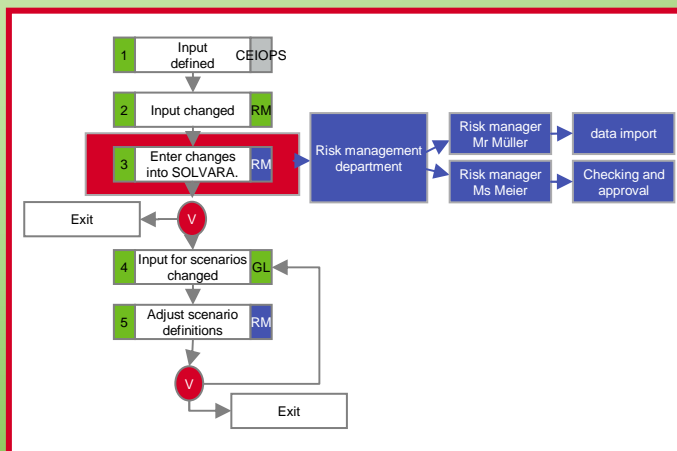 1
Input
defined
CEIOPS
2
Input changed
RM
3
Enter changes
into SOLVARA.
RM
Risk management
department
Risk manager
Mr Müller
data import
Risk manager
Ms Meier
Checking and
approval
Exit
V
4
Input for scenarios
changed
GL
5
Adjust scenario
definitions
RM
V
Exit